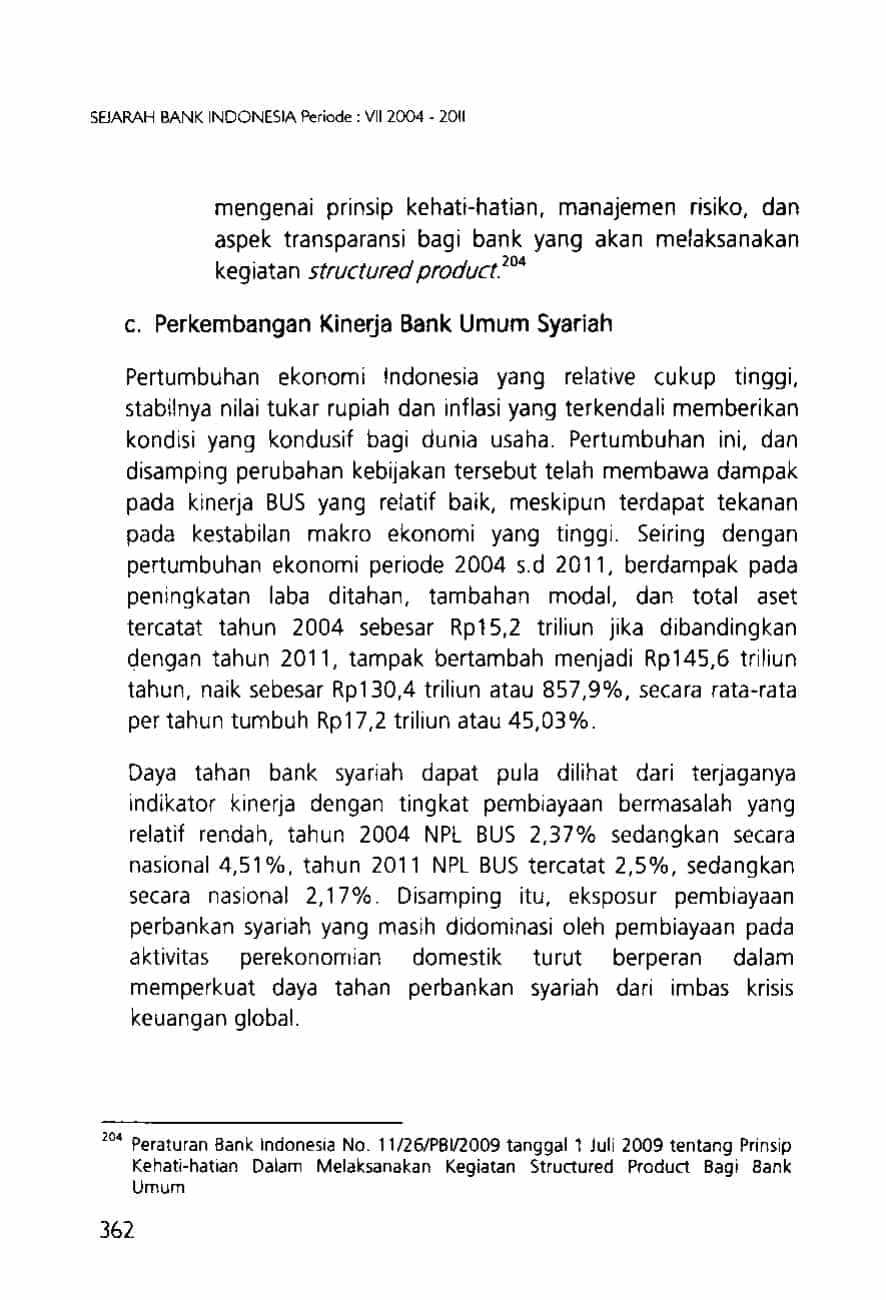 SEJARAH BANK INDONESIA Periode : VII 2004 - 2011
mengenai prinsip kehati-hatian, manajemen risiko, dan
aspek transparansi bagi bank yang akan melaksanakan
kegiatan structured product.204
c. Perkembangan Kinerja Bank Umum Syariah
Pertumbuhan ekonomi Indonesia yang relative cukup tinggi,
stabilnya nilai tukar rupiah dan inflasi yang terkendali memberikan
kondisi yang kondusif bagi dunia usaha. Pertumbuhan ini, dan
disamping perubahan kebijakan tersebut telah membawa dampak
pada kinerja BUS yang relatif baik, meskipun terdapat tekanan
pada kestabilan makro ekonomi yang tinggi. Seiring dengan
pertumbuhan ekonomi periode 2004 s.d 2011, berdampak pada
peningkatan laba ditahan, tambahan modal, dan total aset
tercatat tahun 2004 sebesar Rp15,2 triliun jika dibandingkan
dengan tahun 2011, tampak bertambah menjadi Rp145,6 triliun
tahun, naik sebesar Rp130,4 triliun atau 857,9%, secara rata-rata
per tahun tumbuh Rp17,2 triliun atau 45,03%.
Daya tahan bank syariah dapat pula dilihat dari terjaganya
indikator kinerja dengan tingkat pembiayaan bermasalah yang
relatif rendah, tahun 2004 NPL BUS 2,37% sedangkan secara
nasional 4,51%, tahun 2011 NPL BUS tercatat 2,5%, sedangkan
secara nasional 2,17%. Disamping itu, eksposur pembiayaan
perbankan syariah yang masih didominasi oleh pembiayaan pada
aktivitas perekonomian domestik turut berperan dalam
memperkuat daya tahan perbankan syariah dari imbas krisis
keuangan global.
204 Peraturan Bank Indonesia No. 11/26/PBI/2009 tanggal 1 Juli 2009 tentang Prinsip
Kehati-hatian Dalam Melaksanakan Kegiatan Structured Product Bagi Bank
Umum
362